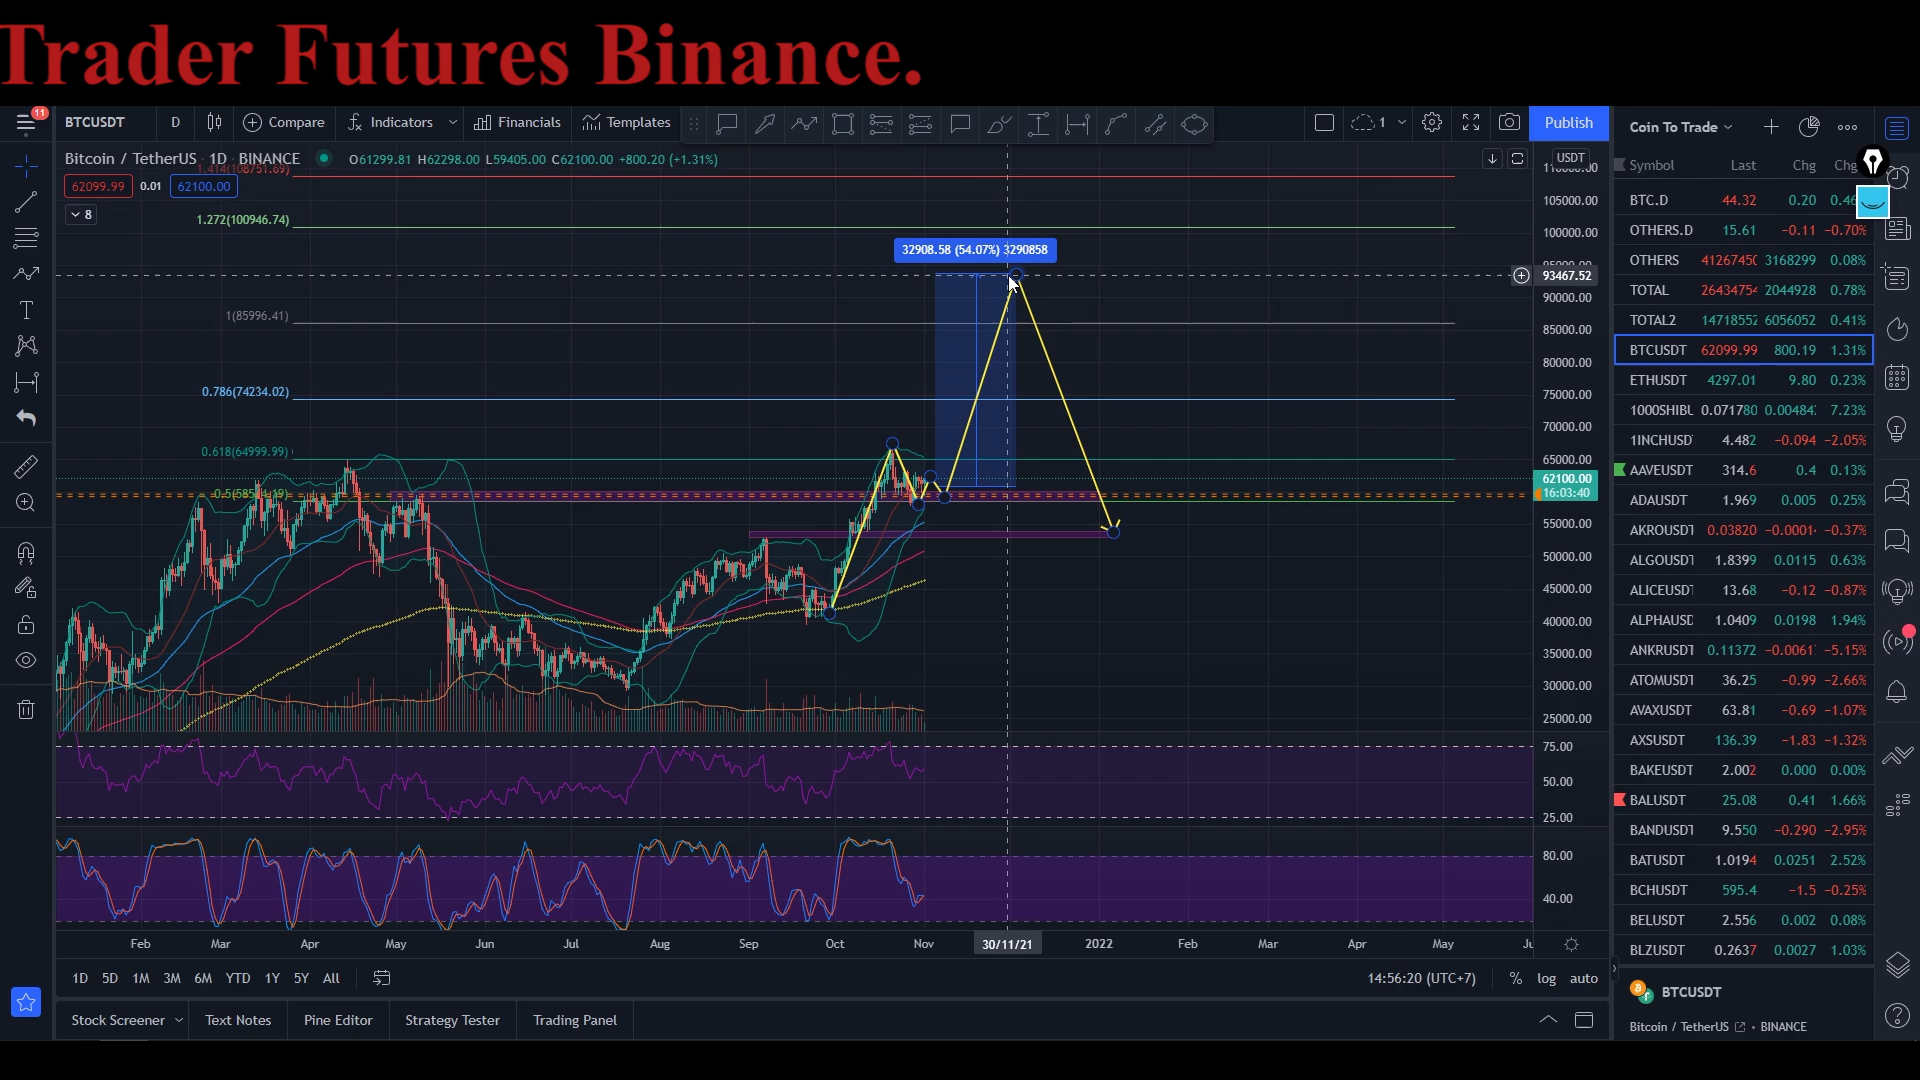 Trader Futures Binance.
11
BTCUSDT D Compare Indicators Financials Templates 1 Publish
Bitcoin / TetherUS 1D BINANCE O61299.81 H62298.00 L59405.00 C62100.00 +800.20 (+1.31%)
62099.99 0.01 62100.00
8
1.414(108751.69)
1.272(100946.74)
32908.58 (54.07%) 3290858
1(85996.41)
0.786(74234.02)
0.618(64999.99)
USDT
105000.00
100000.00
93467.52
90000.00
85000.00
80000.00
75000.00
70000.00
65000.00
62100.00
16:03:40
55000.00
50000.00
45000.00
40000.00
35000.00
30000.00
25000.00
75.00
50.00
25.00
80.00
40.00
Feb Mar Apr May Jun Jul Aug Sep Oct Nov 30/11/21 2022 Feb Mar Apr May
1D 5D 1M 3M 6M YTD 1Y 5Y All 14:56:20 (UTC+7) % log auto
Stock Screener Text Notes Pine Editor Strategy Tester Trading Panel
Coin To Trade
Symbol Last Chg Chg
BTC.D 44.32 0.20
OTHERS.D 15.61 −0.11 −0.70%
OTHERS 3168299 0.08%
TOTAL 2044928 0.78%
TOTAL2 14718552 6056052 0.41%
BTCUSDT 62099.99 800.19 1.31%
ETHUSDT 4297.01 9.80 0.23%
0.071780 7.23%
4.482 −0.094 −2.05%
AAVEUSDT 314.6 0.4 0.13%
ADAUSDT 1.969 0.005 0.25%
0.03820 −0.37%
1.8399 0.0115 0.63%
13.68 −0.12 −0.87%
1.0409 0.0198 1.94%
0.11372 −5.15%
36.25 −0.99 −2.66%
AVAXUSDT 63.81 −0.69 −1.07%
AXSUSDT 136.39 −1.83 −1.32%
BAKEUSDT 2.002 0.000 0.00%
BALUSDT 25.08 0.41 1.66%
9.550 −0.290 −2.95%
BATUSDT 1.0194 0.0251 2.52%
BCHUSDT 595.4 −1.5 −0.25%
BELUSDT 2.556 0.002 0.08%
BLZUSDT 0.2637 0.0027 1.03%
BTCUSDT
Bitcoin / TetherUS • BINANCE